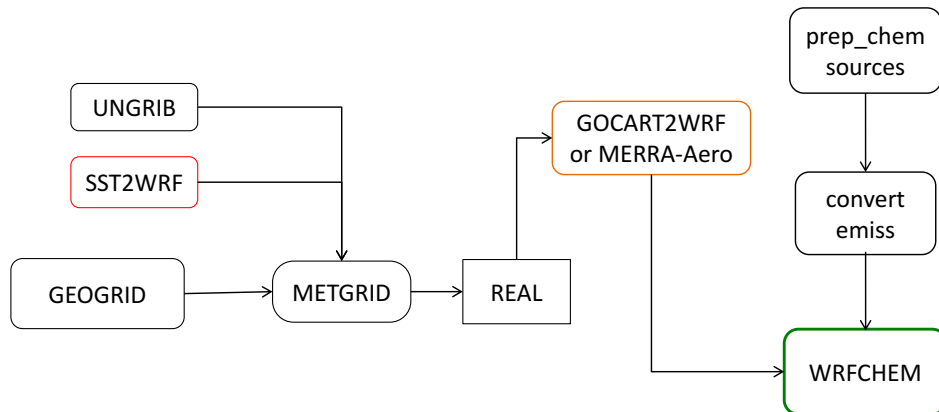 prep_chem
sources
UNGRIB
GOCART2WRF
or MERRA-Aero
SST2WRF
convert
emiss
GEOGRID
METGRID
REAL
WRFCHEM